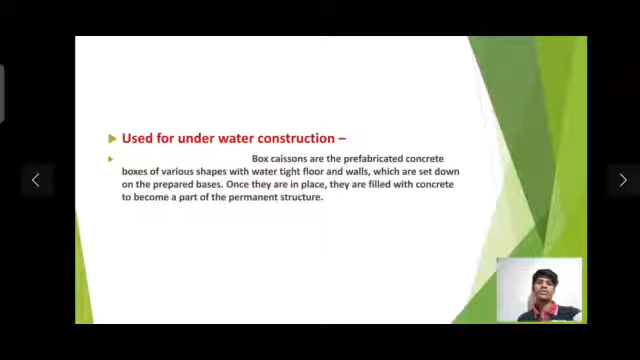 Used for under water construction –
Box caissons are the prefabricated concrete
boxes of various shapes with water tight floor and walls, which are set down
on the prepared bases. Once they are in place, they are filled with concrete
to become a part of the permanent structure.